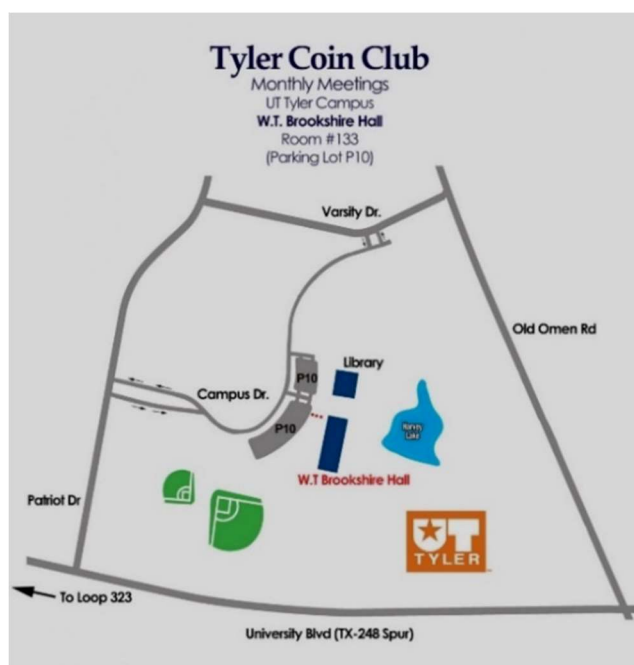 Tyler Coin Club
Monthly Meetings
UT Tyler Campus
W.T. Brookshire Hall
Room #133
(Parking Lot P10)
Varsity Dr.
Old Omen Rd
Library
P10
Campus Dr.
P10
Harvey
Lake
W.T Brookshire Hall
Patriot Dr
UT
TYLER
To Loop 323
University Blvd (TX-248 Spur)